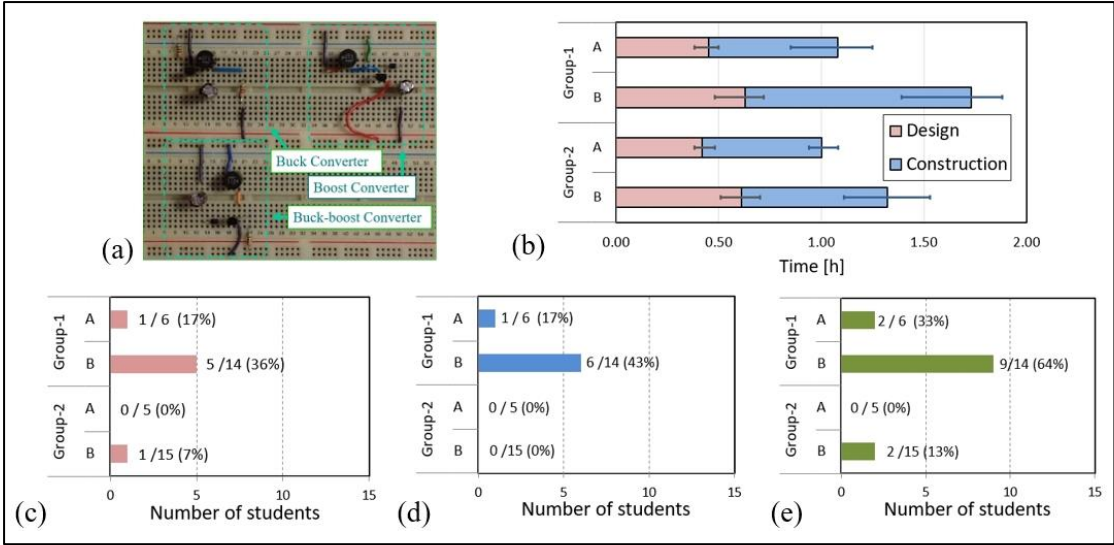 Buck Converter
Boost Converter
Buck-boost Converter
(a)
Group-1
A
B
Group-2
A
B
Design
Construction
0.00 0.50 1.00 1.50 2.00
Time [h]
(b)
Group-1
A 1 / 6 (17%)
B 5 /14 (36%)
Group-2
A 0 / 5 (0%)
B 1 /15 (7%)
0 5 10 15
Number of students
(c)
Group-1
A 1 / 6 (17%)
B 6 /14 (43%)
Group-2
A 0 / 5 (0%)
B 0 /15 (0%)
0 5 10 15
Number of students
(d)
Group-1
A 2 / 6 (33%)
B 9/14 (64%)
Group-2
A 0 / 5 (0%)
B 2 /15 (13%)
0 5 10 15
Number of students
(e)